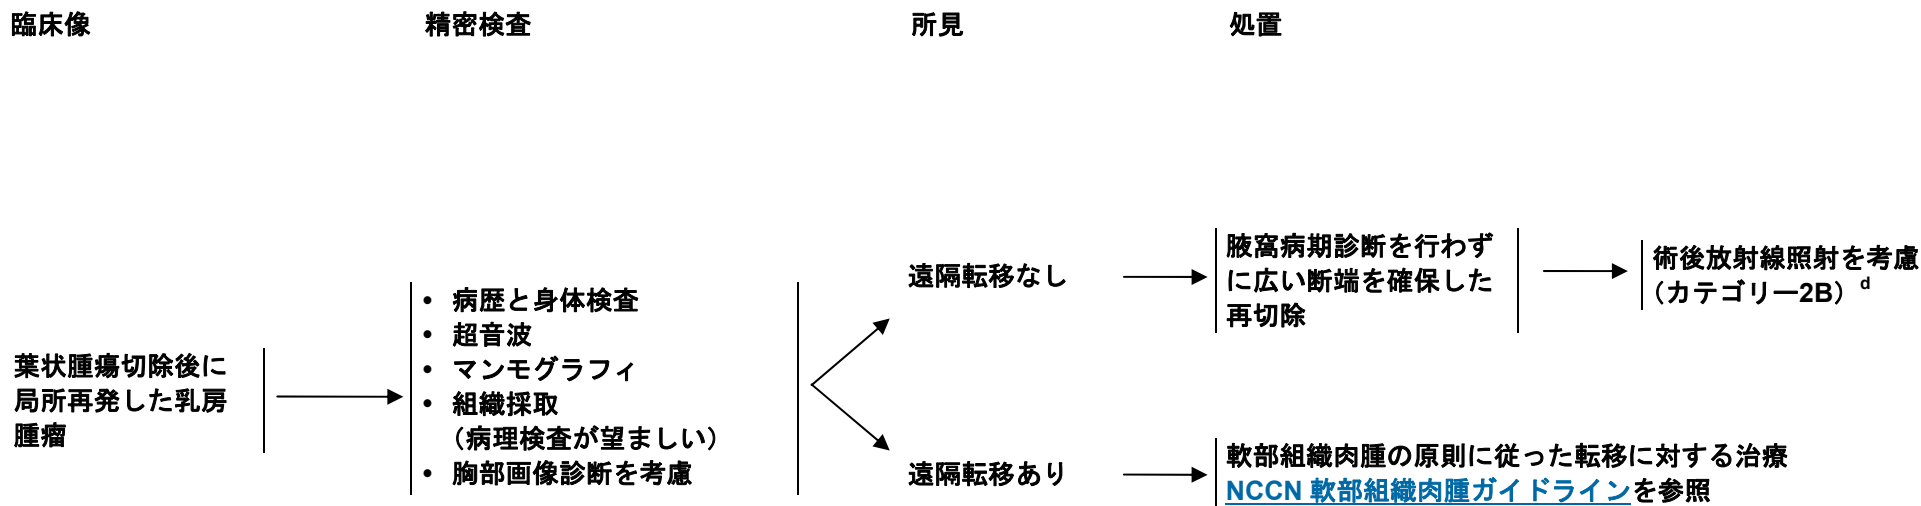 臨床像
精密検査
所見
処置
葉状腫瘍切除後に
局所再発した乳房
腫瘤
• 病歴と身体検査
• 超音波
• マンモグラフィ
• 組織採取
（病理検査が望ましい）
• 胸部画像診断を考慮
遠隔転移なし
腋窩病期診断を行わず
に広い断端を確保した
再切除
術後放射線照射を考慮
（カテゴリー2B）d
遠隔転移あり
軟部組織肉腫の原則に従った転移に対する治療
NCCN 軟部組織肉腫ガイドラインを参照